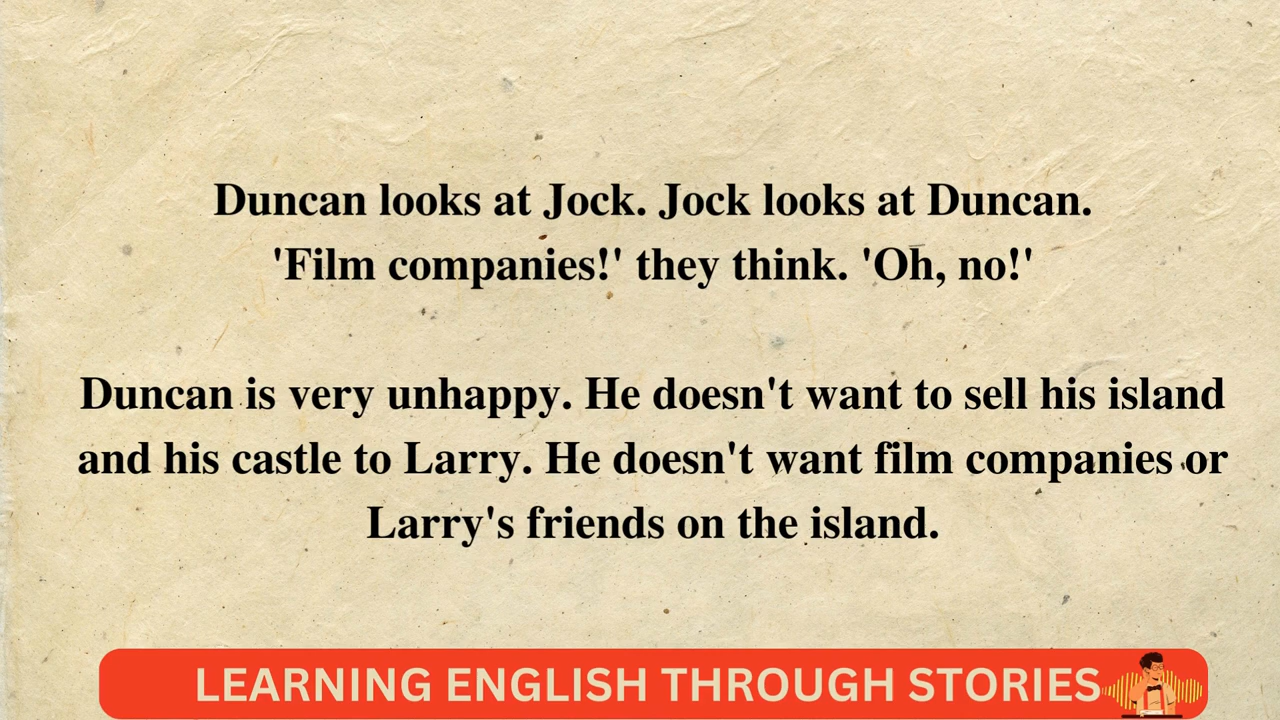 Duncan looks at Jock. Jock looks at Duncan.
'Film companies!' they think. 'Oh, no!'
Duncan is very unhappy. He doesn't want to sell his island
and his castle to Larry. He doesn't want film companies or
Larry's friends on the island.
LEARNING ENGLISH THROUGH STORIES